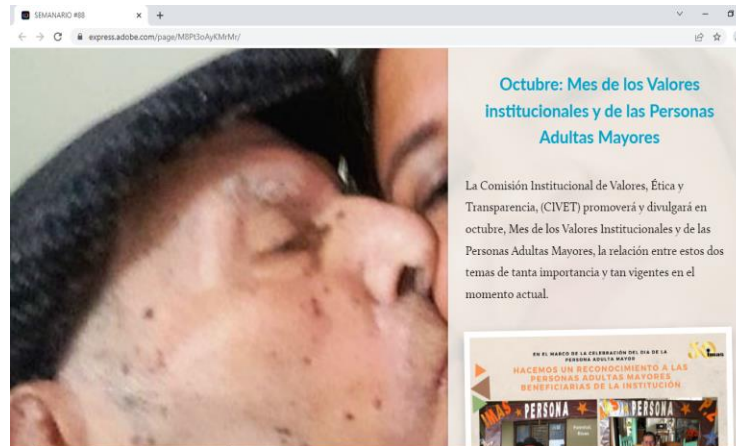 SEMANARIO #88
express.adobe.com/page/M8Pt3oAyKMrMr/
Octubre: Mes de los Valores
institucionales y de las Personas
Adultas Mayores
La Comisión Institucional de Valores, Ética y
Transparencia, (CIVET) promoverá y divulgará en
octubre, Mes de los Valores Institucionales y de las
Personas Adultas Mayores, la relación entre estos dos
temas de tanta importancia y tan vigentes en el
momento actual.
EN EL MARCO DE LA CELEBRACIÓN DEL DIA DE LA
PERSONA ADULTA MAYOR
HACEMOS UN RECONOCIMIENTO A LAS
PERSONAS ADULTAS MAYORES
BENEFICIARIAS DE LA INSTITUCIÓN.
IMAS PERSONA
PERSONA